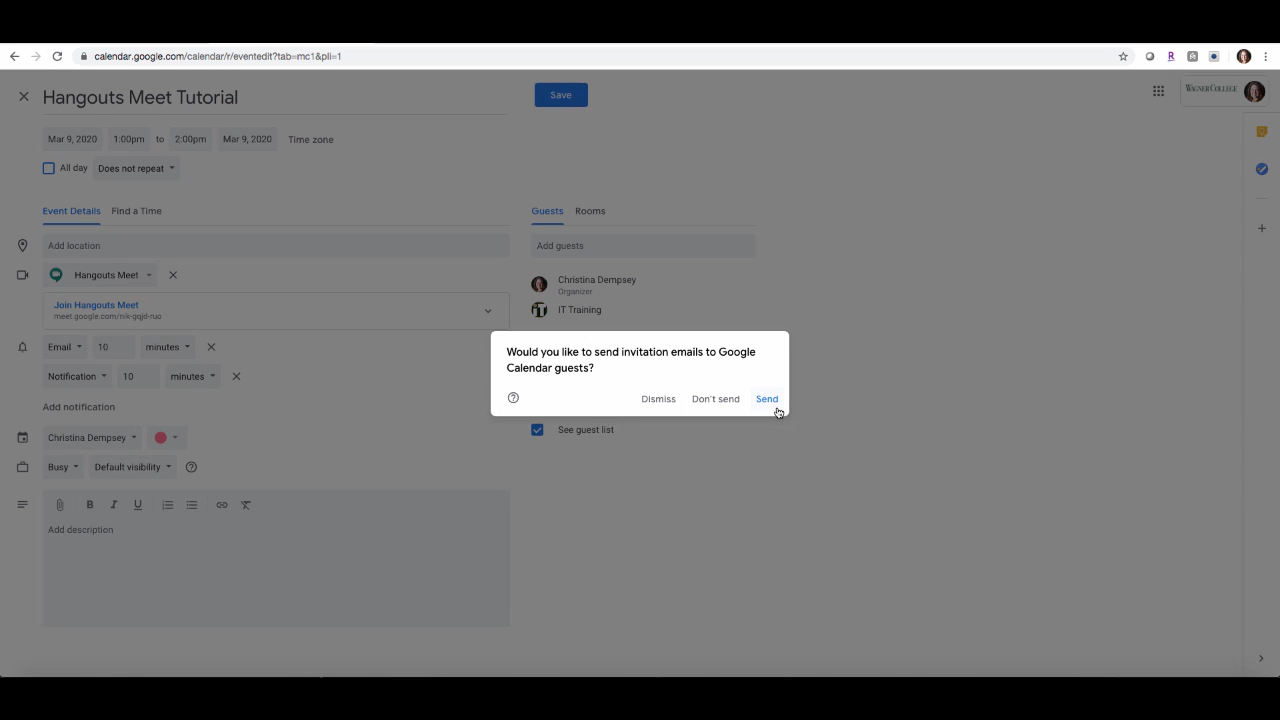 calendar.google.com/calendar/r/eventedit?tab=mc1&pli=1
Hangouts Meet Tutorial
Save
WAGNER COLLEGE
Mar 9, 2020 1:00pm to 2:00pm Mar 9, 2020 Time zone
All day Does not repeat
Event Details Find a Time
Guests Rooms
Add location
Add guests
Hangouts Meet
Christina Dempsey
Organizer
Join Hangouts Meet
meet.google.com/nik-gqjd-ruo
IT Training
Would you like to send invitation emails to Google
Calendar guests?
Dismiss Don't send Send
Email 10 minutes
Notification 10 minutes
Add notification
See guest list
Christina Dempsey
Busy Default visibility
B I U
Add description